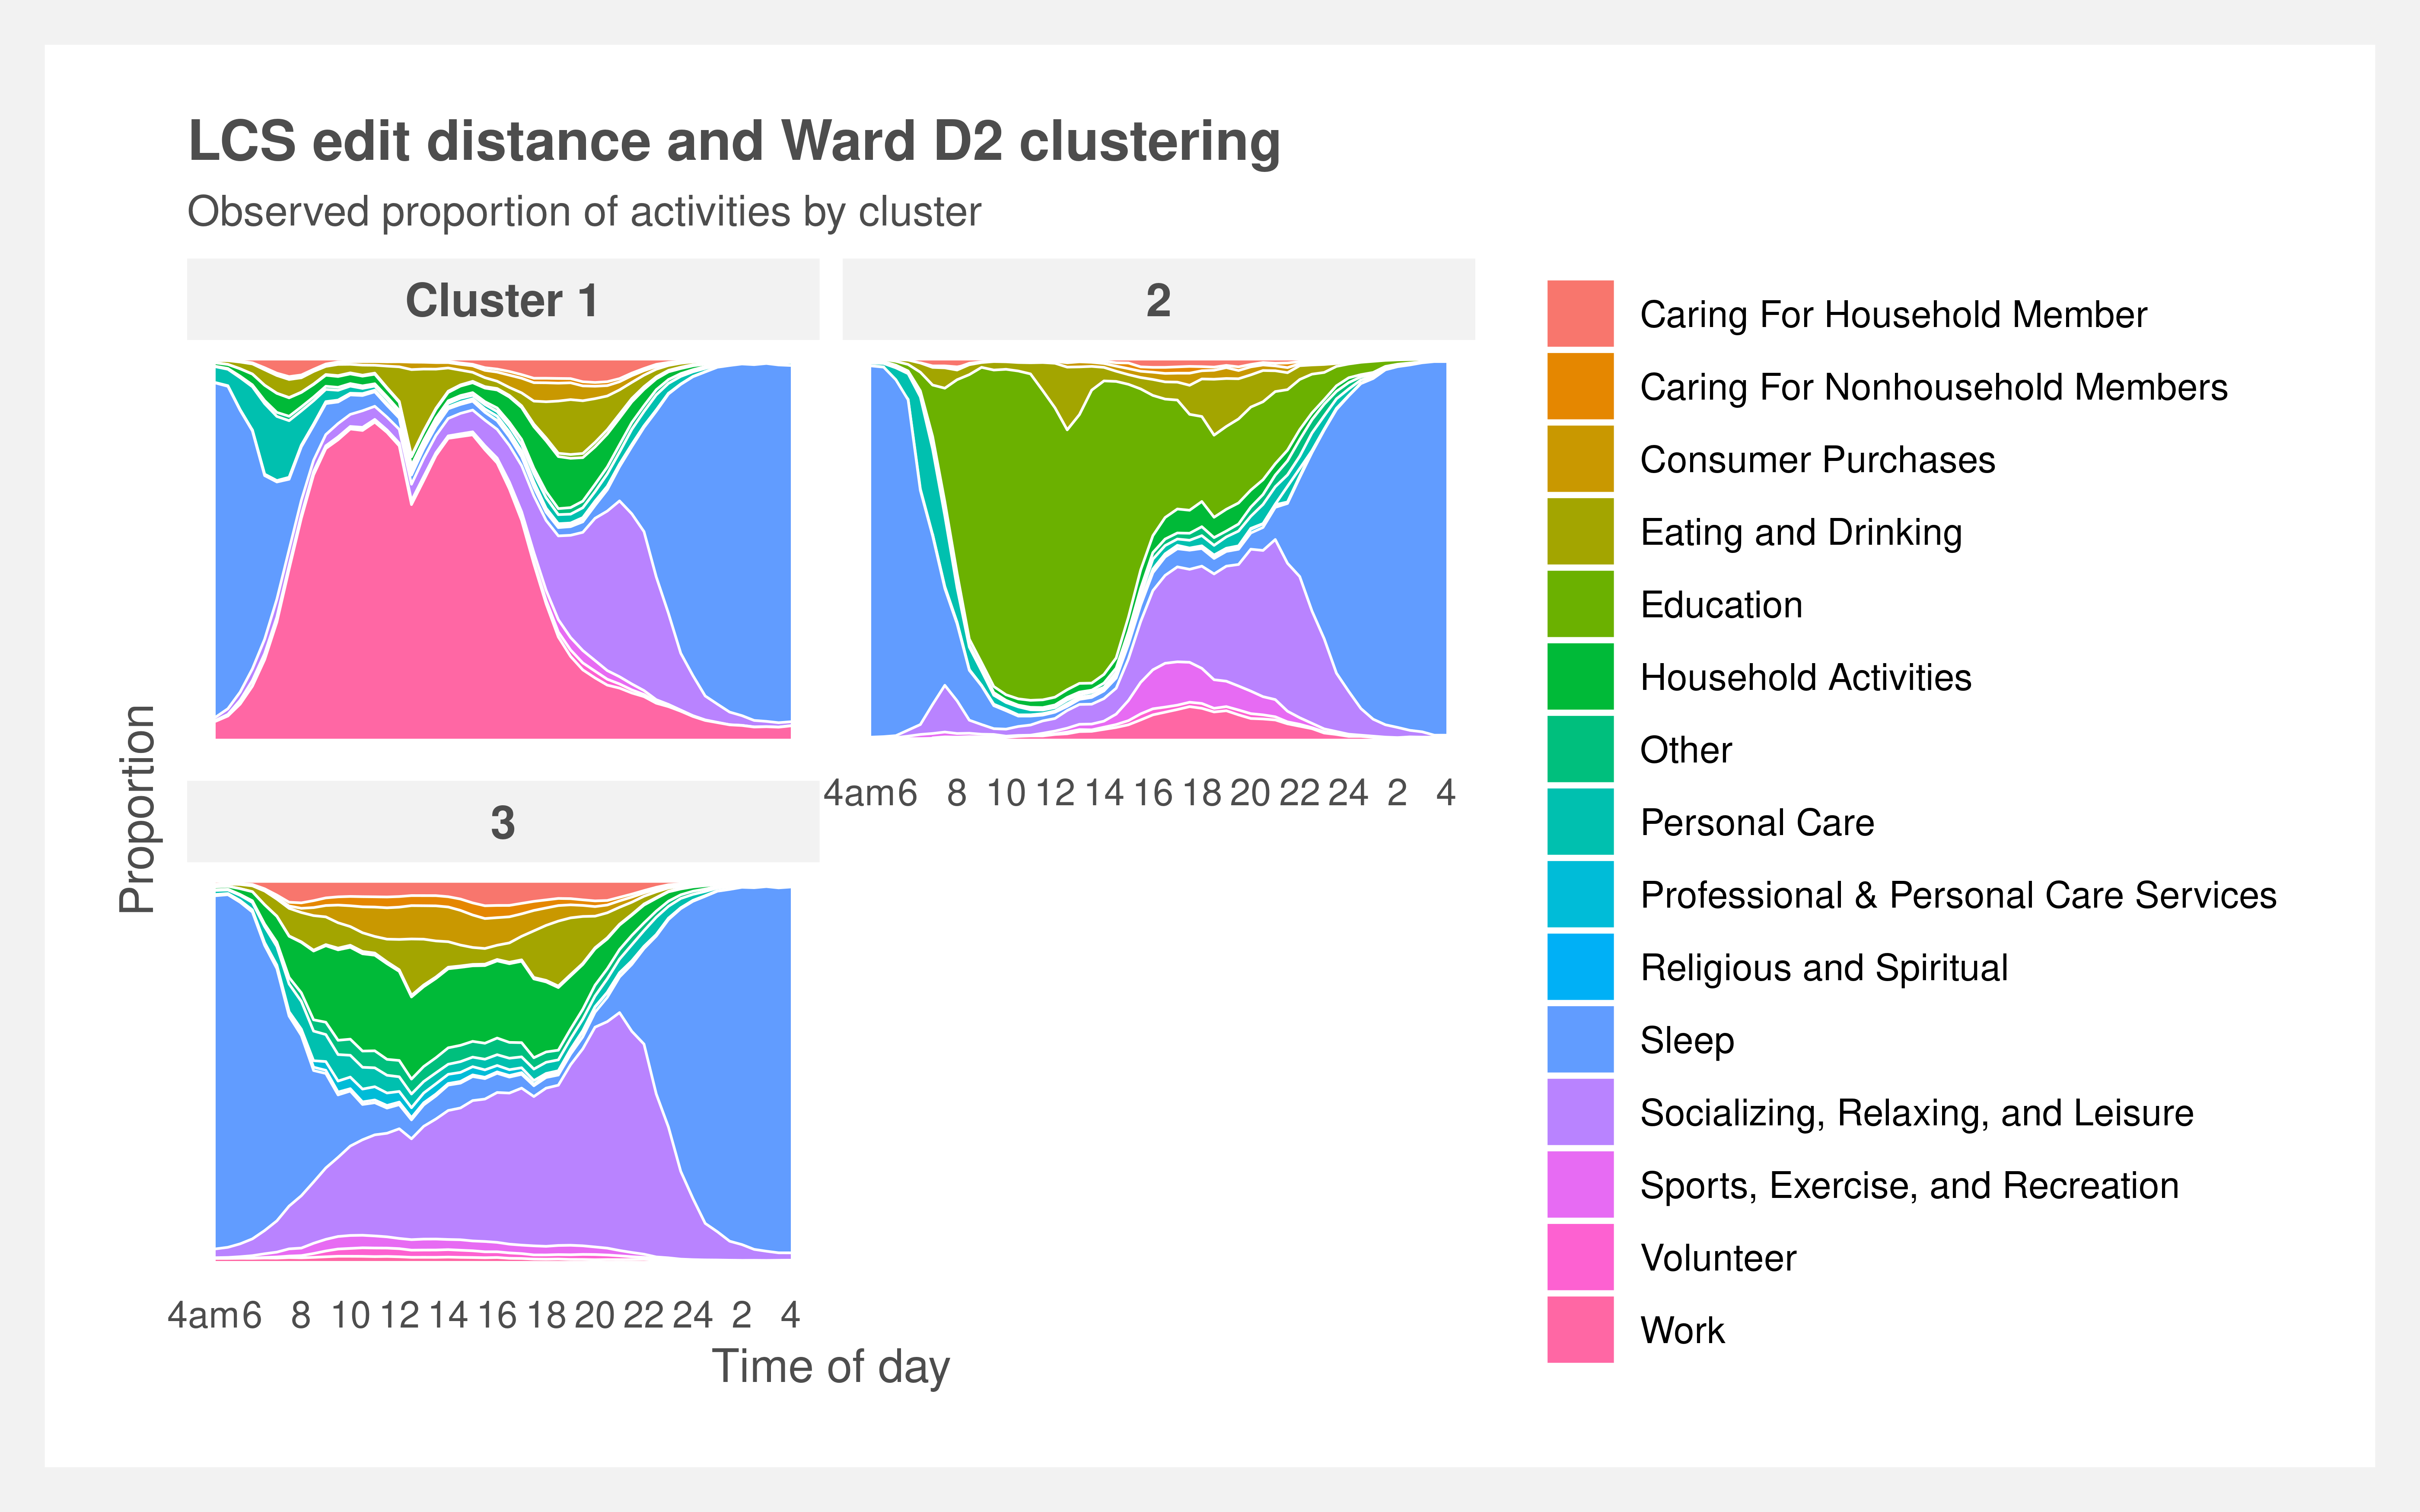 LCS edit distance and Ward D2 clustering
Observed proportion of activities by cluster
Cluster 1
2
4am 6 8 10 12 14 16 18 20 22 24 2 4
3
4am 6 8 10 12 14 16 18 20 22 24 2 4
Proportion
Time of day
Caring For Household Member
Caring For Nonhousehold Members
Consumer Purchases
Eating and Drinking
Education
Household Activities
Other
Personal Care
Professional & Personal Care Services
Religious and Spiritual
Sleep
Socializing, Relaxing, and Leisure
Sports, Exercise, and Recreation
Volunteer
Work